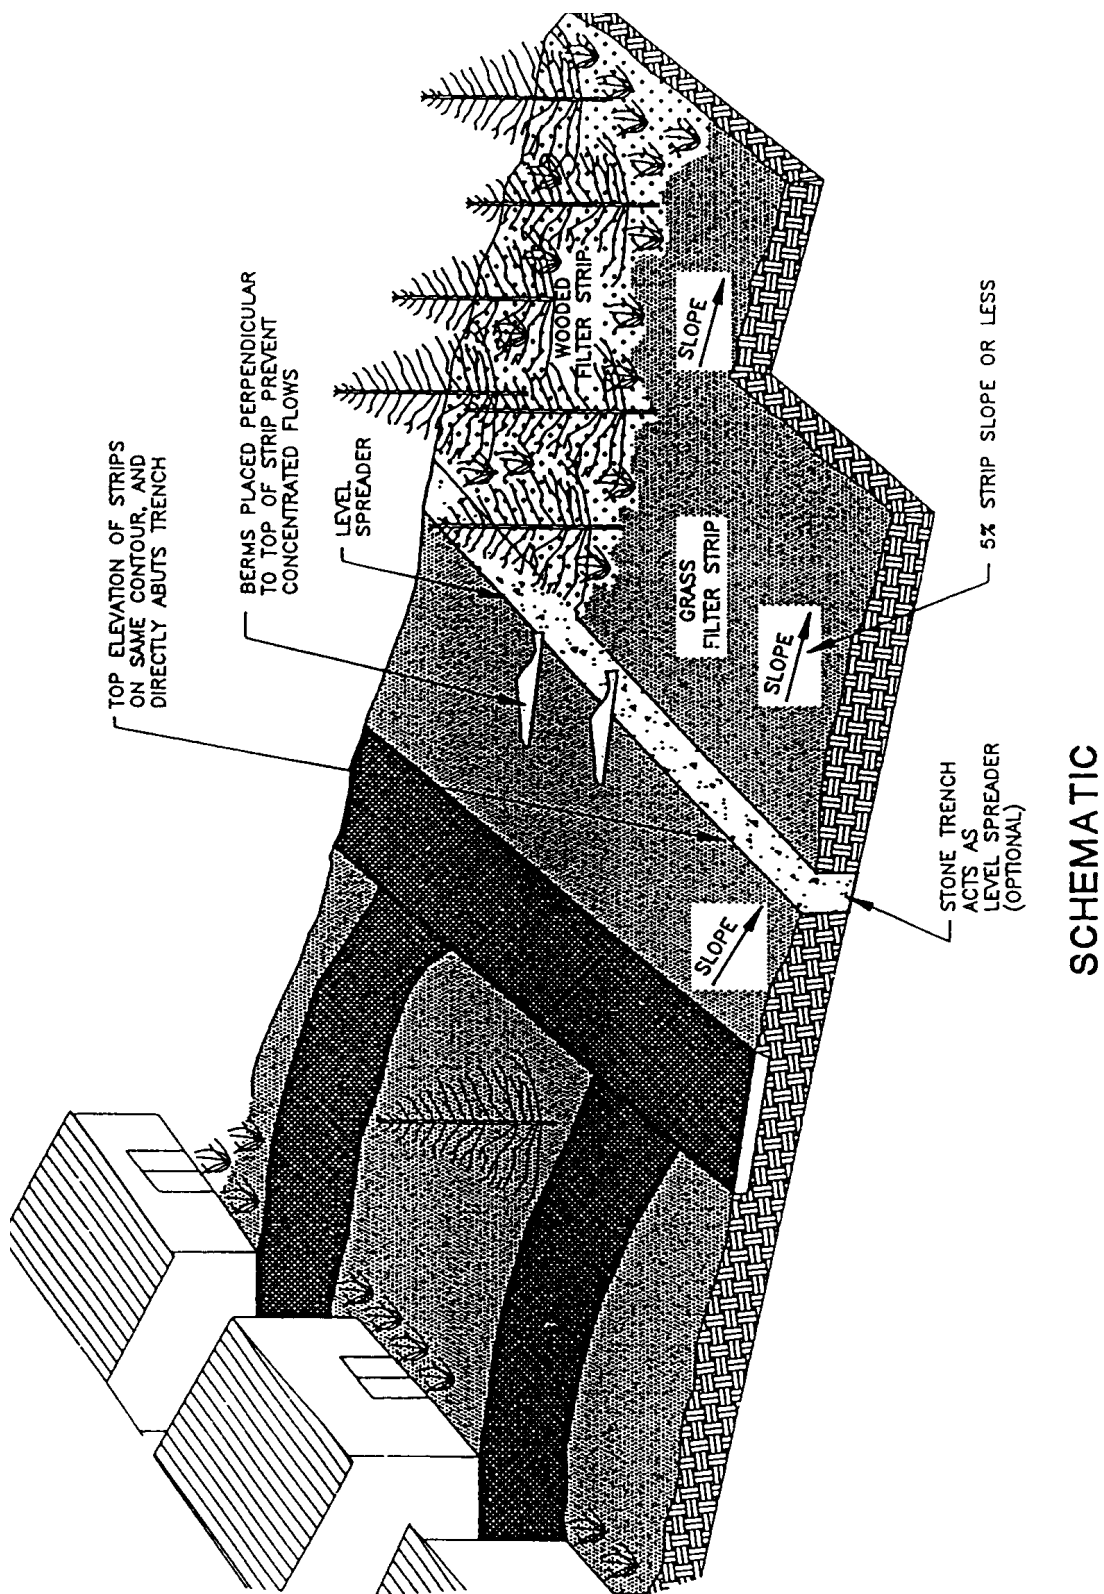 TOP ELEVATION OF STRIPS
ON SAME CONTOUR, AND
DIRECTLY ABUTS TRENCH
BERMS PLACED PERPENDICULAR
TO TOP OF STRIP PREVENT
CONCENTRATED FLOWS
LEVEL
SPREADER
WOODED
FILTER STRIP
SLOPE
GRASS
FILTER STRIP
SLOPE
SLOPE
5% STRIP SLOPE OR LESS
STONE TRENCH
ACTS AS
LEVEL SPREADER
(OPTIONAL)
SCHEMATIC